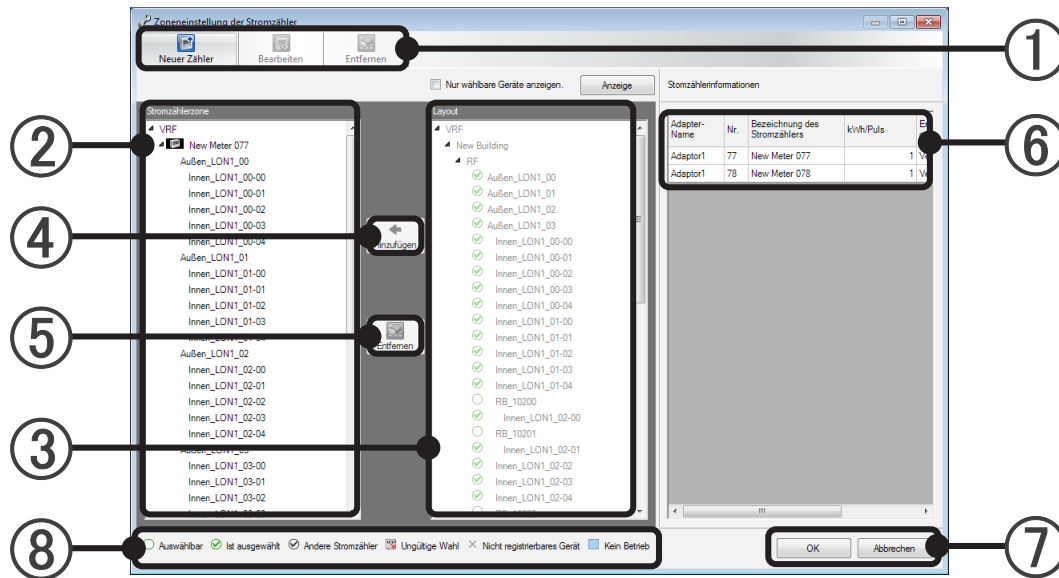 Zoneneinstellung der Stromzähler
Neuer Zähler Bearbeiten Entfernen
1
Nur wählbare Geräte anzeigen. Anzeige
Stomzählerinformationen
Stromzählerzone
VRF
New Meter 077
Außen_LON1_00
Innen_LON1_00-00
Innen_LON1_00-01
Innen_LON1_00-02
Innen_LON1_00-03
Innen_LON1_00-04
Außen_LON1_01
Innen_LON1_01-00
Innen_LON1_01-01
Innen_LON1_01-02
Innen_LON1_01-03
Außen_LON1_02
Innen_LON1_02-00
Innen_LON1_02-01
Innen_LON1_02-02
Innen_LON1_02-03
Innen_LON1_02-04
Innen_LON1_03-00
Innen_LON1_03-01
Innen_LON1_03-02
2
4
Hinzufügen
5
Entfernen
3
Layout
VRF
New Building
RF
Außen_LON1_00
Außen_LON1_01
Außen_LON1_02
Außen_LON1_03
Innen_LON1_00-00
Innen_LON1_00-01
Innen_LON1_00-02
Innen_LON1_00-03
Innen_LON1_00-04
Innen_LON1_01-00
Innen_LON1_01-01
Innen_LON1_01-02
Innen_LON1_01-03
Innen_LON1_01-04
RB_10200
Innen_LON1_02-00
RB_10201
Innen_LON1_02-01
Innen_LON1_02-02
Innen_LON1_02-03
Innen_LON1_02-04
Adapter-Name Nr. Bezeichnung des Stromzählers kWh/Puls
Adaptor1 77 New Meter 077 1
Adaptor1 78 New Meter 078 1
6
8
Auswählbar Ist ausgewählt Andere Stromzähler Ungültige Wahl Nicht registrierbares Gerät Kein Betrieb
OK Abbrechen
7